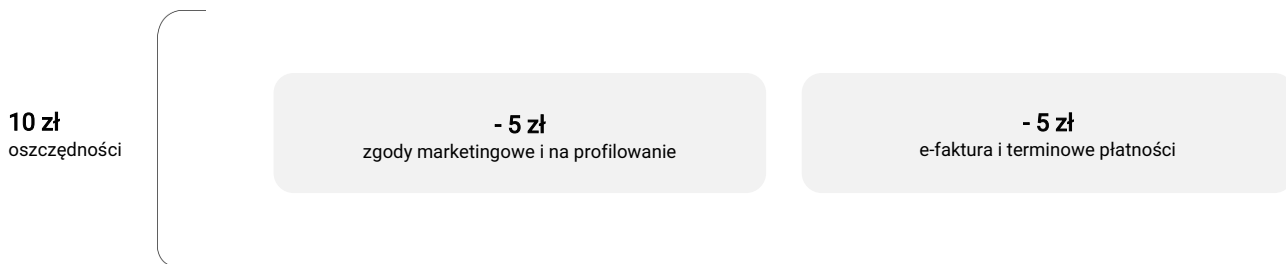 10 zł
oszczędności
- 5 zł
zgody marketingowe i na profilowanie
- 5 zł
e-faktura i terminowe płatności